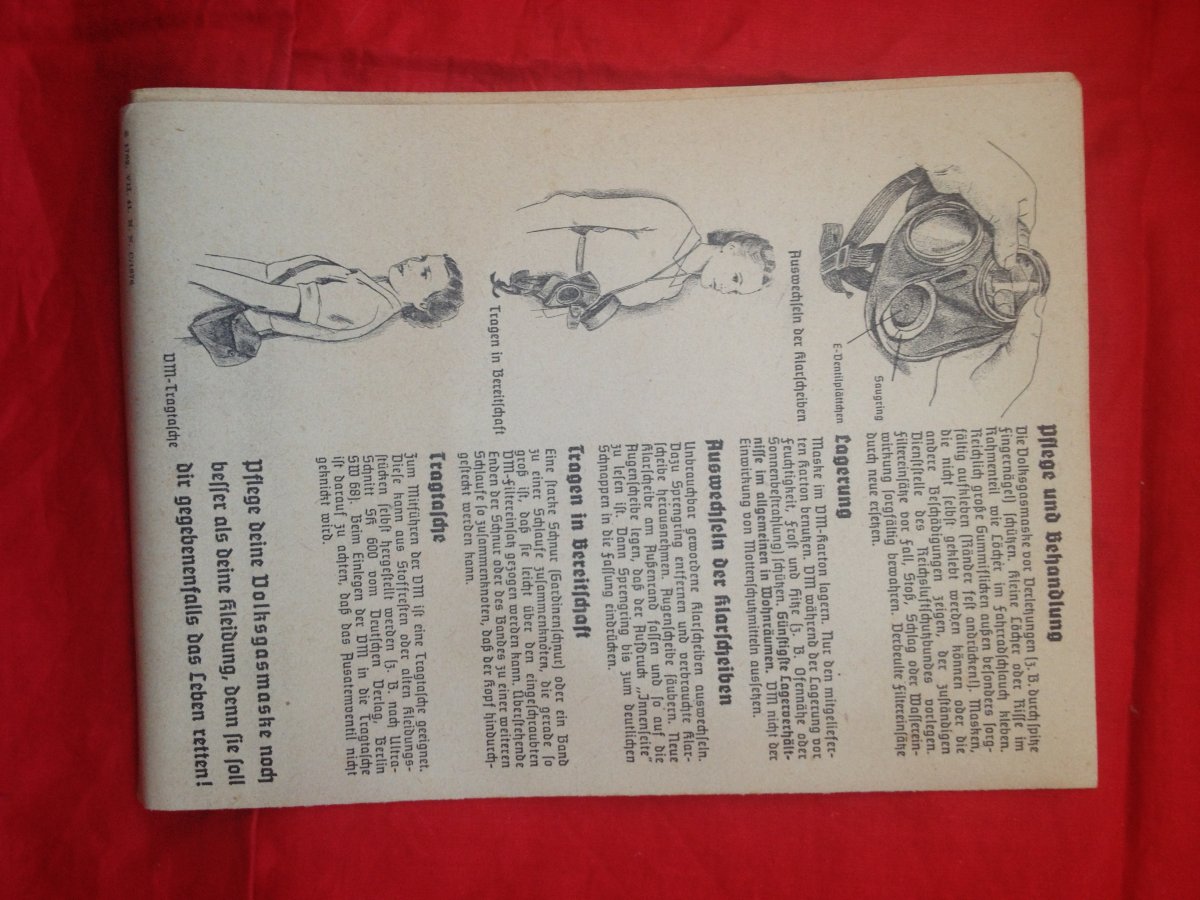 Pflege und Behandlung
Die Volksgasmaske vor Verletzungen (z. B. durch spitze
Fingernägel) schützen. Kleine Löcher oder Risse im
Rahmenteil wie Löcher im Fahrradschlauch kleben.
Reichlich große Gummiflicken außen besonders sorg-
fältig aufkleben (Ränder fest andrücken!). Masken,
die nicht selbst geklebt werden können oder die
andere Beschädigungen zeigen, der zuständigen
Dienststelle des Reichsluftschutzbundes vorlegen.
Filtereinsätze vor Fall, Stoß, Schlag oder Wasserein-
wirkung sorgfältig bewahren. Verbeulte Filtereinsätze
durch neue ersetzen.
Saugring
E-Ventilplättchen
Auswechseln der Klarscheiben
Lagerung
Maske im VM-Karton lagern. Nur den mitgeliefer-
ten Karton benutzen. VM während der Lagerung vor
Feuchtigkeit, Frost und Hitze (z. B. Ofennähe oder
Sonnenbestrahlung) schützen. Günstigste Lagerverhält-
nisse im allgemeinen in Wohnräumen. VM nicht der
Einwirkung von Mottenschutzmitteln aussetzen.
Auswechseln der Klarscheiben
Unbrauchbar gewordene Klarscheiben auswechseln.
Dazu Sprengring entfernen und verbrauchte Klar-
scheibe herausnehmen. Augenscheibe säubern. Neue
Klarscheibe am Außenrand fassen und so auf die
Augenscheibe legen, daß der Aufdruck „Innenseite"
zu lesen ist. Dann Sprengring bis zum deutlichen
Schnappen in die Fassung eindrücken.
Tragen in Bereitschaft
Tragen in Bereitschaft
Eine starke Schnur (Gardinenschnur) oder ein Band
zu einer Schlaufe zusammenknoten, die gerade so
groß ist, daß sie leicht über den eingeschraubten
VM-Filtereinsatz gezogen werden kann. Überstehende
Enden der Schnur oder des Bandes zu einer weiteren
Schlaufe so zusammenknoten, daß der Kopf hindurch-
gesteckt werden kann.
Tragtasche
Zum Mitführen der VM ist eine Tragtasche geeignet.
Diese kann aus Stoffresten oder alten Kleidungs-
stücken selbst hergestellt werden (z. B. nach Ultra-
Schnitt Sß 600 vom Deutschen Verlag, Berlin
SW 68). Beim Einlegen der VM in die Tragtasche
ist darauf zu achten, daß das Ausatemventil nicht
geknickt wird.
VM-Tragtasche
Pflege deine Volksgasmaske noch
besser als deine Kleidung, denn sie soll
dir gegebenenfalls das Leben retten!